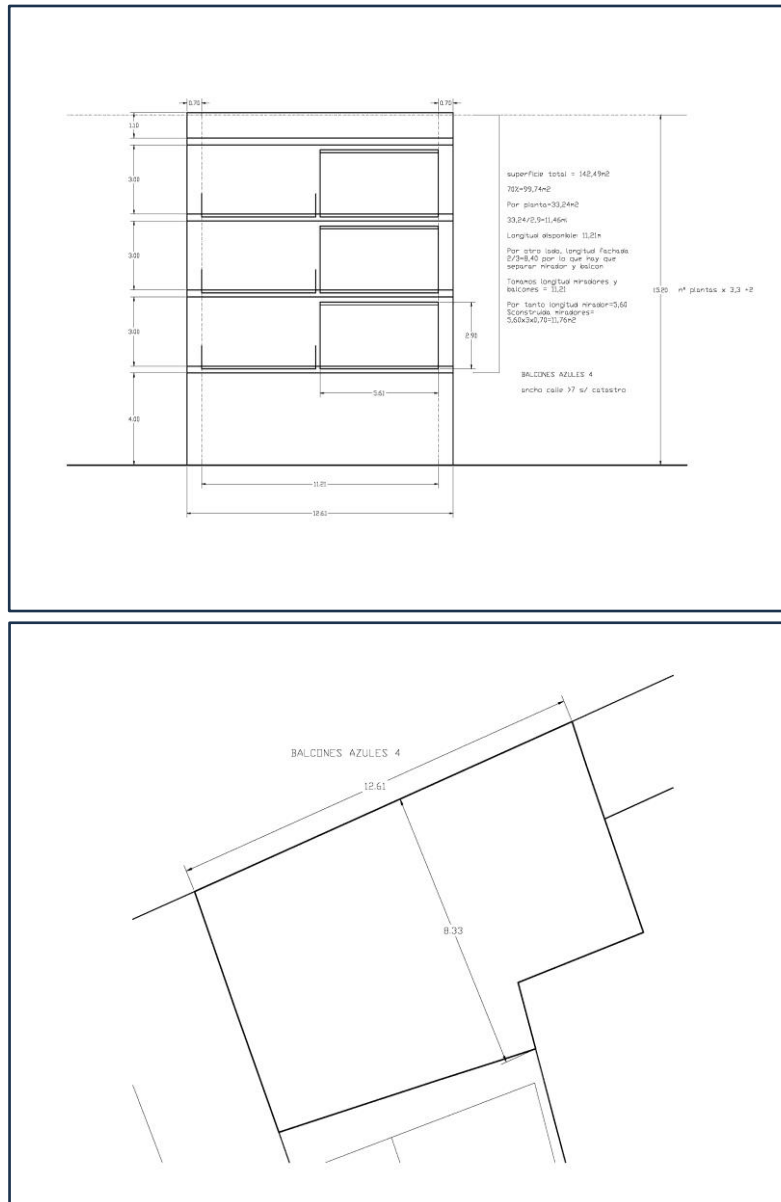 0.70
0.70
1.10
3.00
3.00
3.00
4.00
superficie total = 142,49m2
70%=99,74m2
Por planta=33,24m2
33,24/2,9=11,46m
Longitud disponible: 11,21m
Por otro lado, longitud fachada
2/3=8,40 por lo que hay que
separar mirador y balcon
Tomamos longitud miradores y
balcones = 11,21
Por tanto longitud mirador=5,60
Sconstruida miradores=
5,60x3x0,70=11,76m2
15.20 nº plantas x 3,3 +2
2.90
BALCONES AZULES 4
ancho calle >7 s/ catastro
5.61
11.21
12.61
BALCONES AZULES 4
12.61
8.33